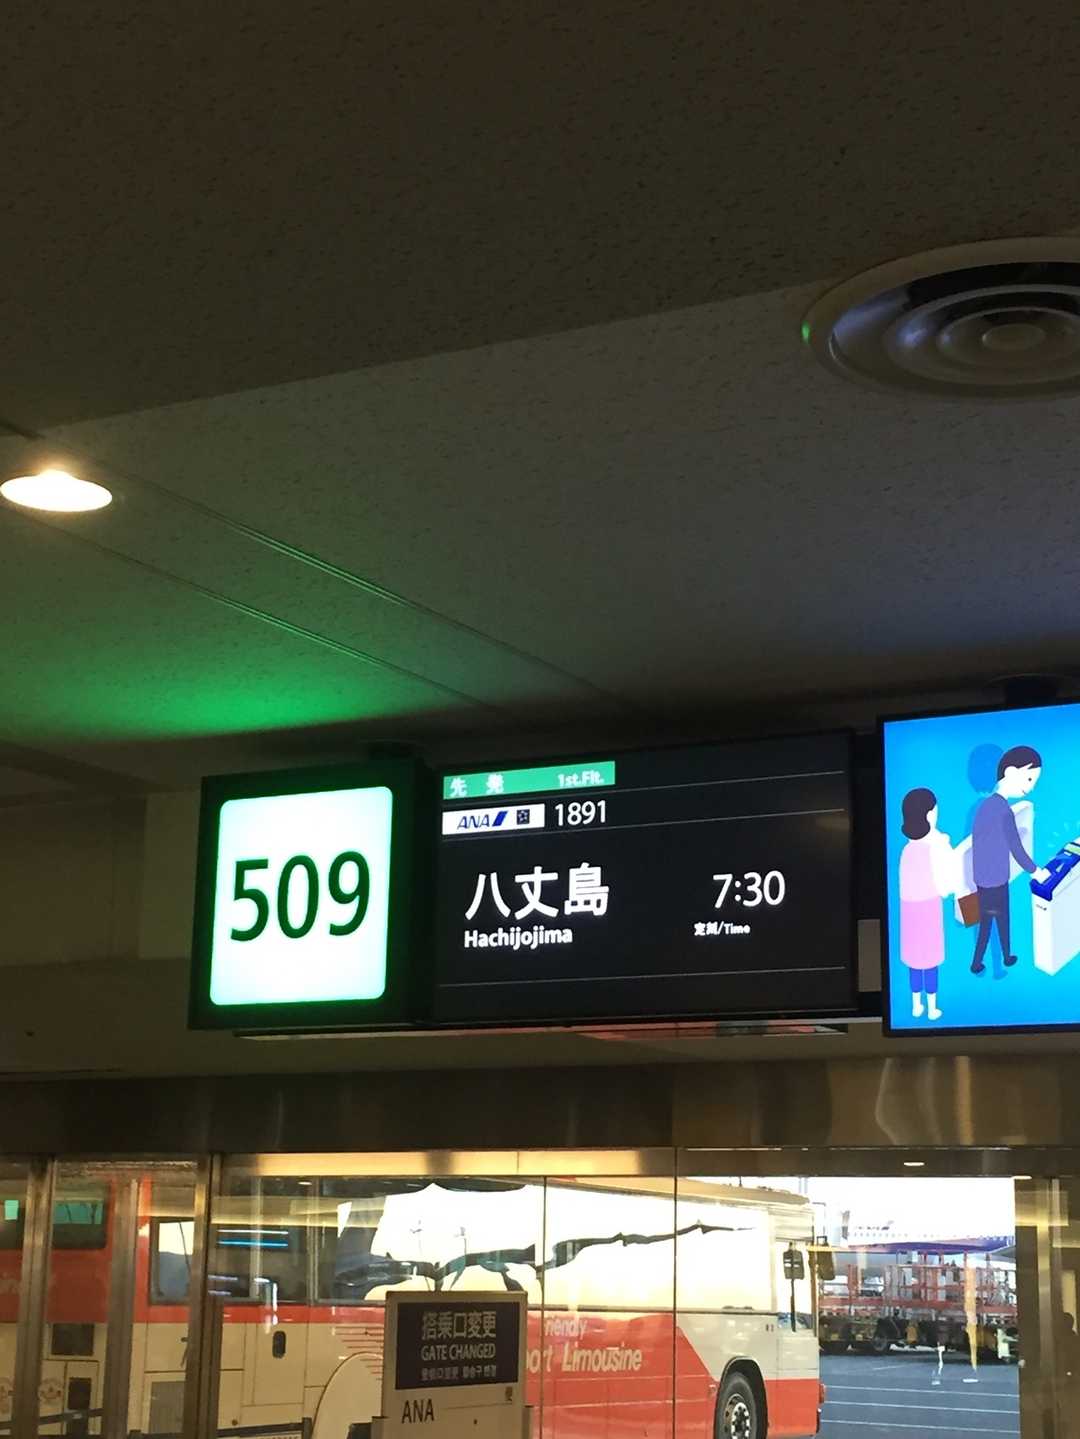 509
先発 1st.Flt.
ANA 1891
八丈島 7:30
Hachijojima 定刻/Time
Limousine
搭乗口変更
GATE CHANGED
ANA